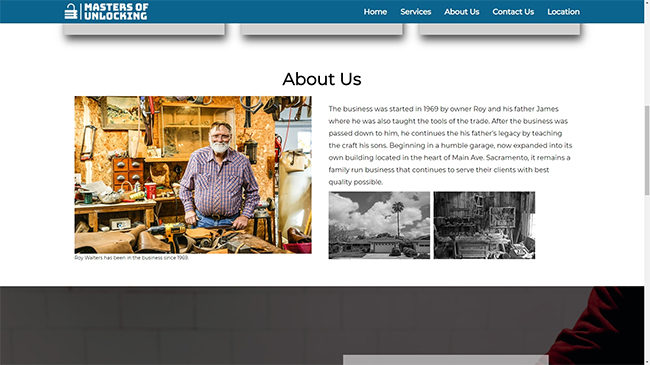 MASTERS OF
UNLOCKING
Home Services About Us Contact Us Location
About Us
The business was started in 1969 by owner Roy and his father James
where he was also taught the tools of the trade. After the business was
passed down to him, he continues the his father's legacy by teaching
the craft his sons. Beginning in a humble garage, now expanded into its
own building located in the heart of Main Ave. Sacramento, it remains a
family run business that continues to serve their clients with best
quality possible.
Roy Walters has been in the business since 1969.